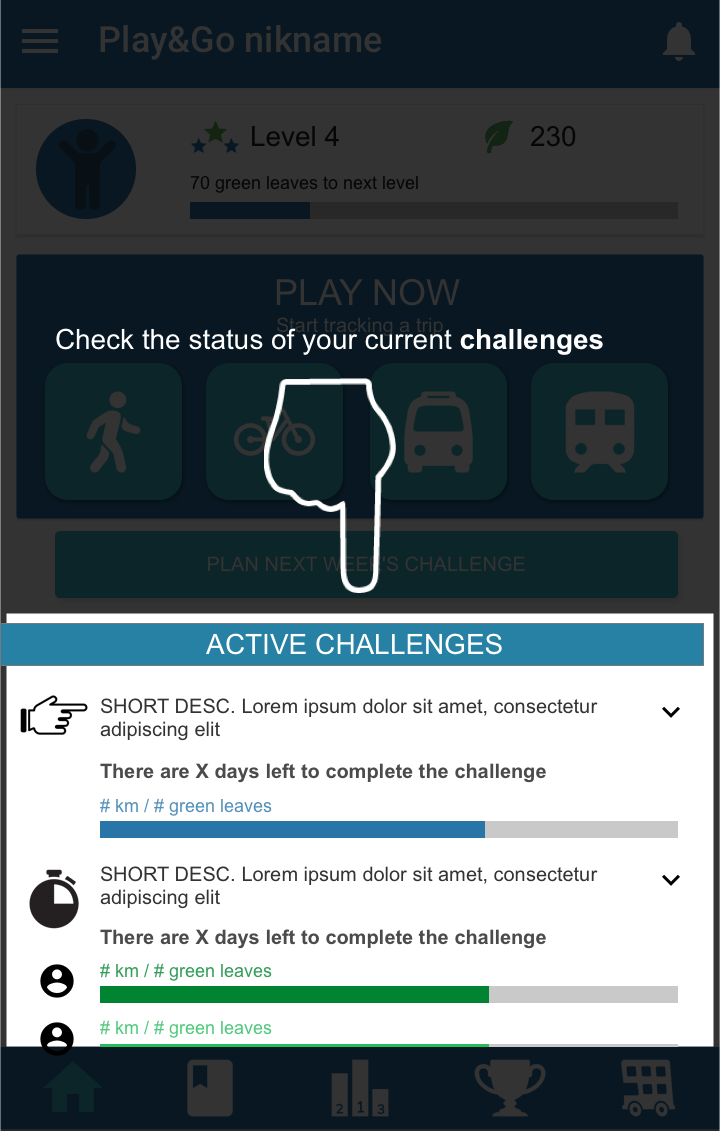 Play&Go nikname
Level 4
230
70 green leaves to next level
PLAY NOW
Start tracking a trip
Check the status of your current challenges
PLAN NEXT WEEK'S CHALLENGE
ACTIVE CHALLENGES
SHORT DESC. Lorem ipsum dolor sit amet, consectetur
adipiscing elit
There are X days left to complete the challenge
# km / # green leaves
SHORT DESC. Lorem ipsum dolor sit amet, consectetur
adipiscing elit
There are X days left to complete the challenge
# km / # green leaves
# km / # green leaves
2 1 3